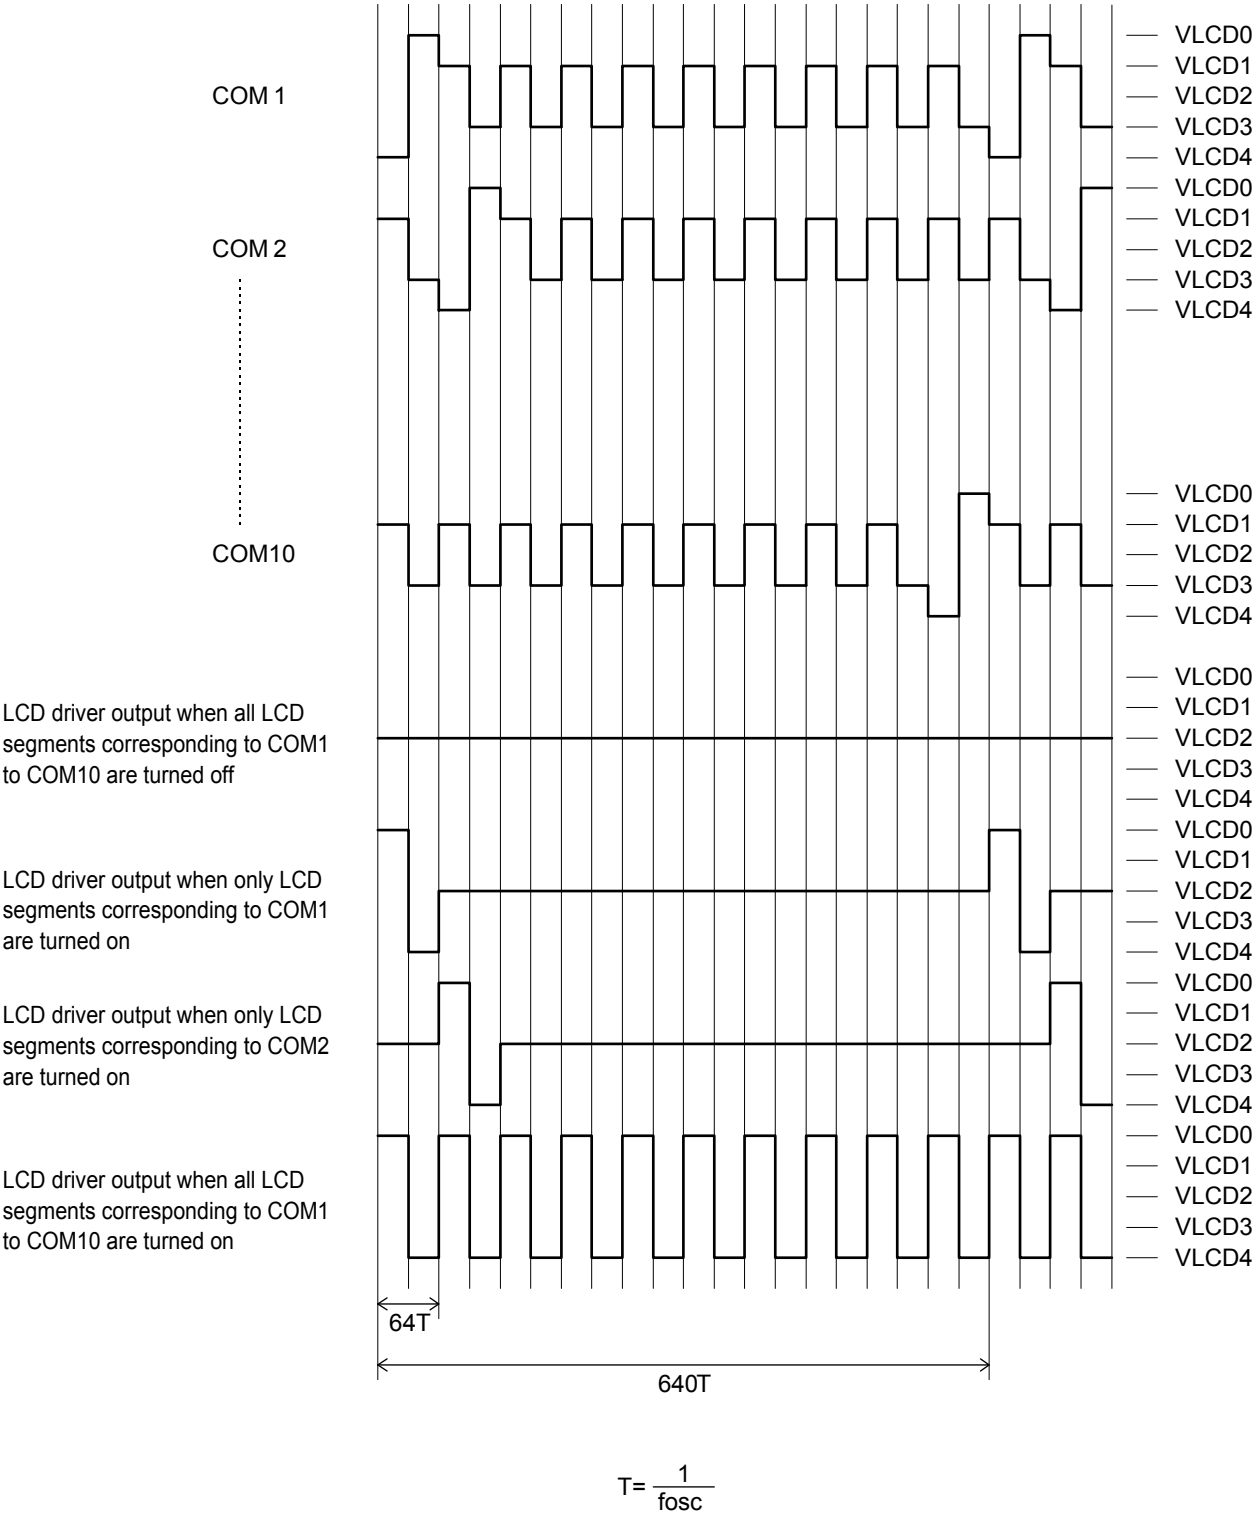 VLCD0
VLCD1
COM 1
VLCD2
VLCD3
VLCD4
VLCD0
VLCD1
COM 2
VLCD2
VLCD3
VLCD4
VLCD0
VLCD1
COM10
VLCD2
VLCD3
VLCD4
VLCD0
VLCD1
VLCD2
VLCD3
VLCD4
LCD driver output when all LCD
segments corresponding to COM1
to COM10 are turned off
VLCD0
VLCD1
VLCD2
VLCD3
VLCD4
LCD driver output when only LCD
segments corresponding to COM1
are turned on
VLCD0
VLCD1
VLCD2
VLCD3
VLCD4
LCD driver output when only LCD
segments corresponding to COM2
are turned on
VLCD0
VLCD1
VLCD2
VLCD3
VLCD4
LCD driver output when all LCD
segments corresponding to COM1
to COM10 are turned on
64T
640T
T= 1
fosc